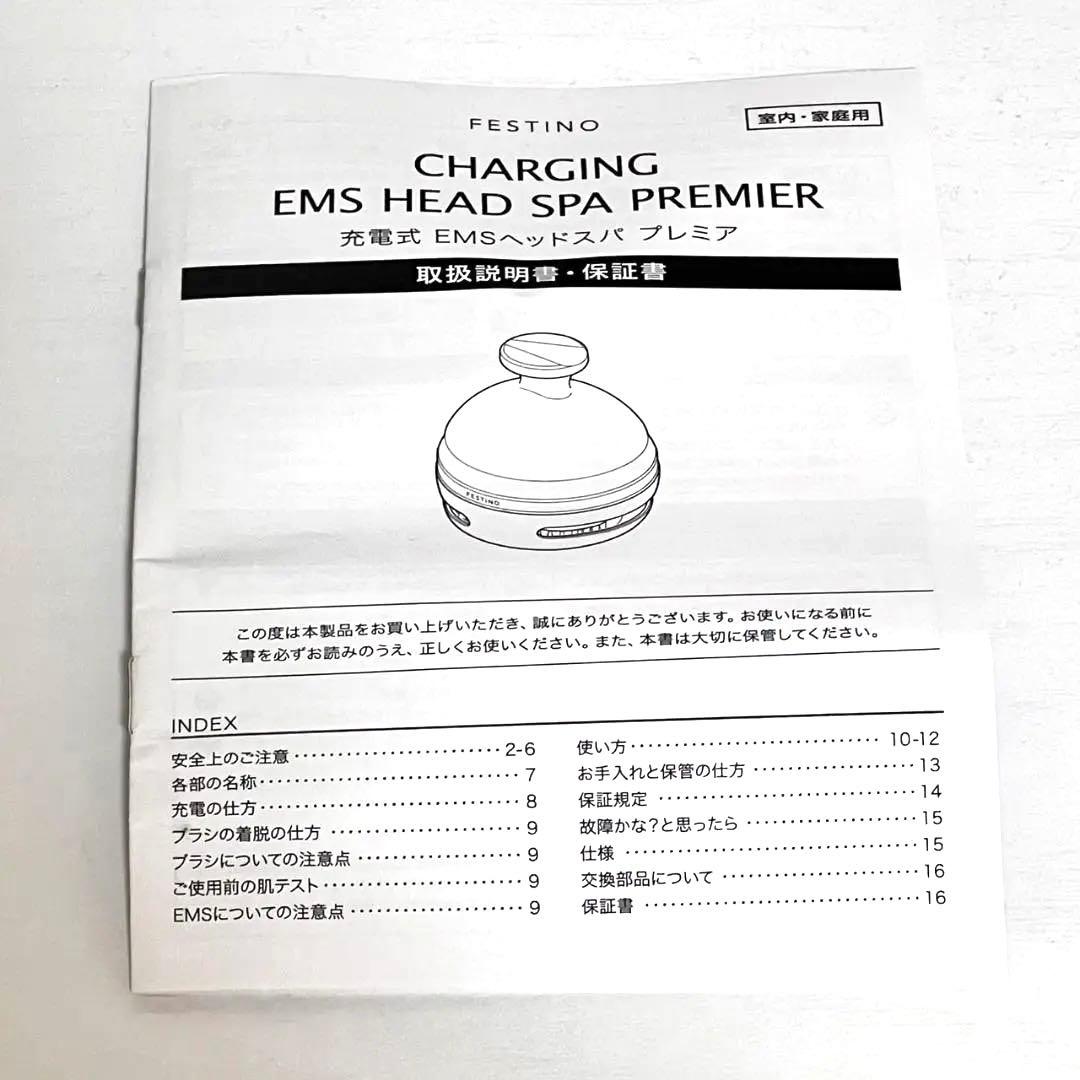 FESTINO
室内・家庭用
CHARGING
EMS HEAD SPA PREMIER
充電式 EMSヘッドスパ プレミア
取扱説明書・保証書
FESTINO
この度は本製品をお買い上げいただき、誠にありがとうございます。お使いになる前に
本書を必ずお読みのうえ、正しくお使いください。また、本書は大切に保管してください。
INDEX
安全上のご注意 2-6
各部の名称 7
充電の仕方 8
ブラシの着脱の仕方 9
ブラシについての注意点 9
ご使用前の肌テスト 9
EMSについての注意点 9
使い方 10-12
お手入れと保管の仕方 13
保証規定 14
故障かな?と思ったら 15
仕様 15
交換部品について 16
保証書 16